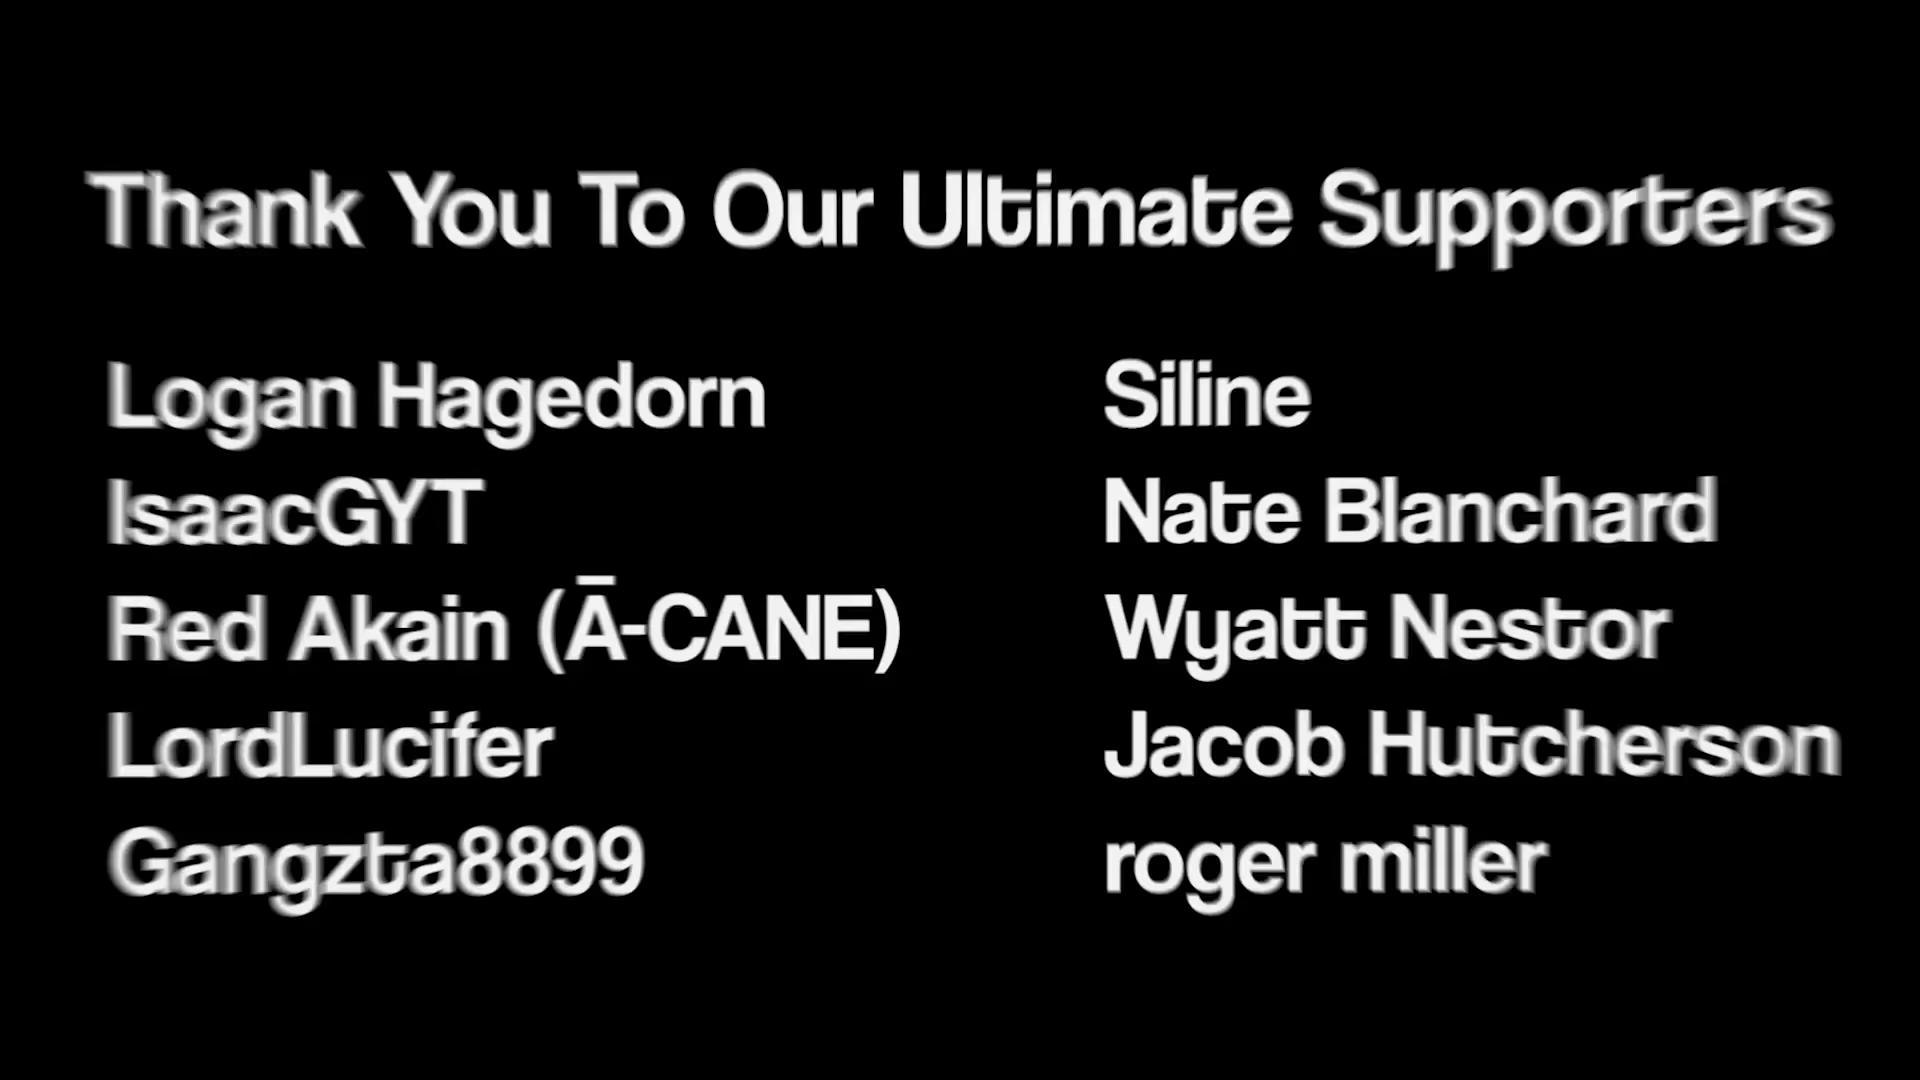 Thank You To Our Ultimate Supporters
Logan Hagedorn
IsaacGYT
Red Akain (Ā-CANE)
LordLucifer
Gangzta8899
Siline
Nate Blanchard
Wyatt Nestor
Jacob Hutcherson
roger miller